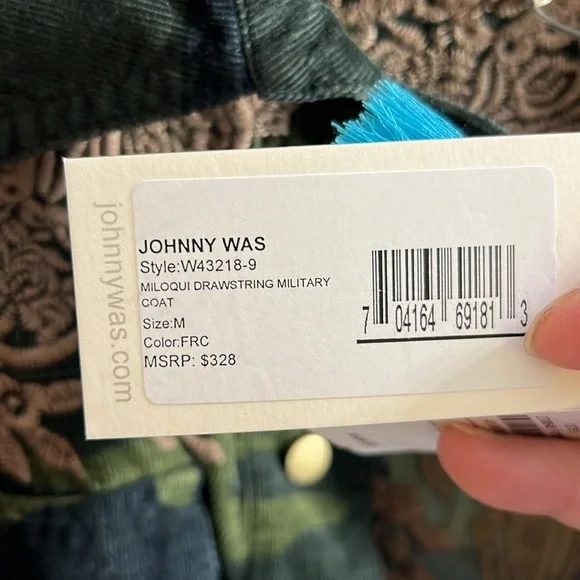 johnnywas.com
JOHNNY WAS
Style:W43218-9
MILOQUI DRAWSTRING MILITARY
COAT
Size:M
Color:FRC
MSRP: $328
7 04164 69181 3